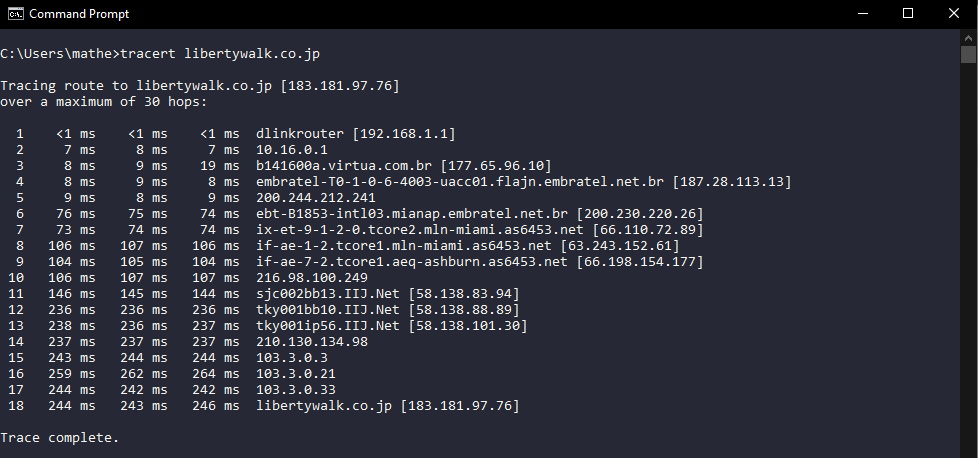 Command Prompt
C:\Users\mathe>tracert libertywalk.co.jp
Tracing route to libertywalk.co.jp [183.181.97.76]
over a maximum of 30 hops:
1 <1 ms <1 ms <1 ms dlinkrouter [192.168.1.1]
2 7 ms 8 ms 7 ms 10.16.0.1
3 8 ms 9 ms 19 ms b141600a.virtua.com.br [177.65.96.10]
4 8 ms 9 ms 8 ms embratel-T0-1-0-6-4003-uacc01.flajn.embratel.net.br [187.28.113.13]
5 9 ms 8 ms 9 ms 200.244.212.241
6 76 ms 75 ms 74 ms ebt-B1853-intl03.mianap.embratel.net.br [200.230.220.26]
7 73 ms 74 ms 74 ms ix-et-9-1-2-0.tcore2.mln-miami.as6453.net [66.110.72.89]
8 106 ms 107 ms 106 ms if-ae-1-2.tcore1.mln-miami.as6453.net [63.243.152.61]
9 104 ms 105 ms 104 ms if-ae-7-2.tcore1.aeq-ashburn.as6453.net [66.198.154.177]
10 106 ms 107 ms 107 ms 216.98.100.249
11 146 ms 145 ms 144 ms sjc002bb13.IIJ.Net [58.138.83.94]
12 236 ms 236 ms 236 ms tky001bb10.IIJ.Net [58.138.88.89]
13 238 ms 236 ms 237 ms tky001ip56.IIJ.Net [58.138.101.30]
14 237 ms 237 ms 237 ms 210.130.134.98
15 243 ms 244 ms 244 ms 103.3.0.3
16 259 ms 262 ms 264 ms 103.3.0.21
17 244 ms 242 ms 242 ms 103.3.0.33
18 244 ms 243 ms 246 ms libertywalk.co.jp [183.181.97.76]
Trace complete.